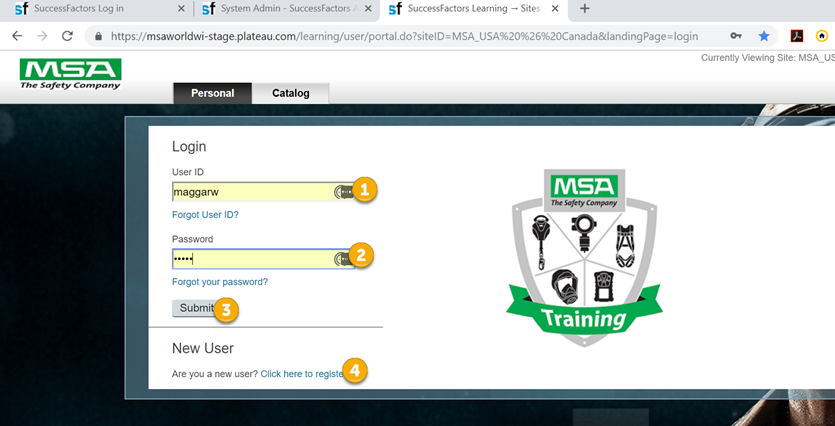 SuccessFactors Log in
System Admin - SuccessFactors A
SuccessFactors Learning → Sites
https://msaworldwi-stage.plateau.com/learning/user/portal.do?siteID=MSA_USA%20%26%20Canada&landingPage=login
Currently Viewing Site: MSA_US
MSA
The Safety Company
Personal
Catalog
Login
User ID
maggarw
1
Forgot User ID?
Password
•••••
2
Forgot your password?
Submit
3
New User
Are you a new user? Click here to registe
4
MSA
The Safety Company
Training